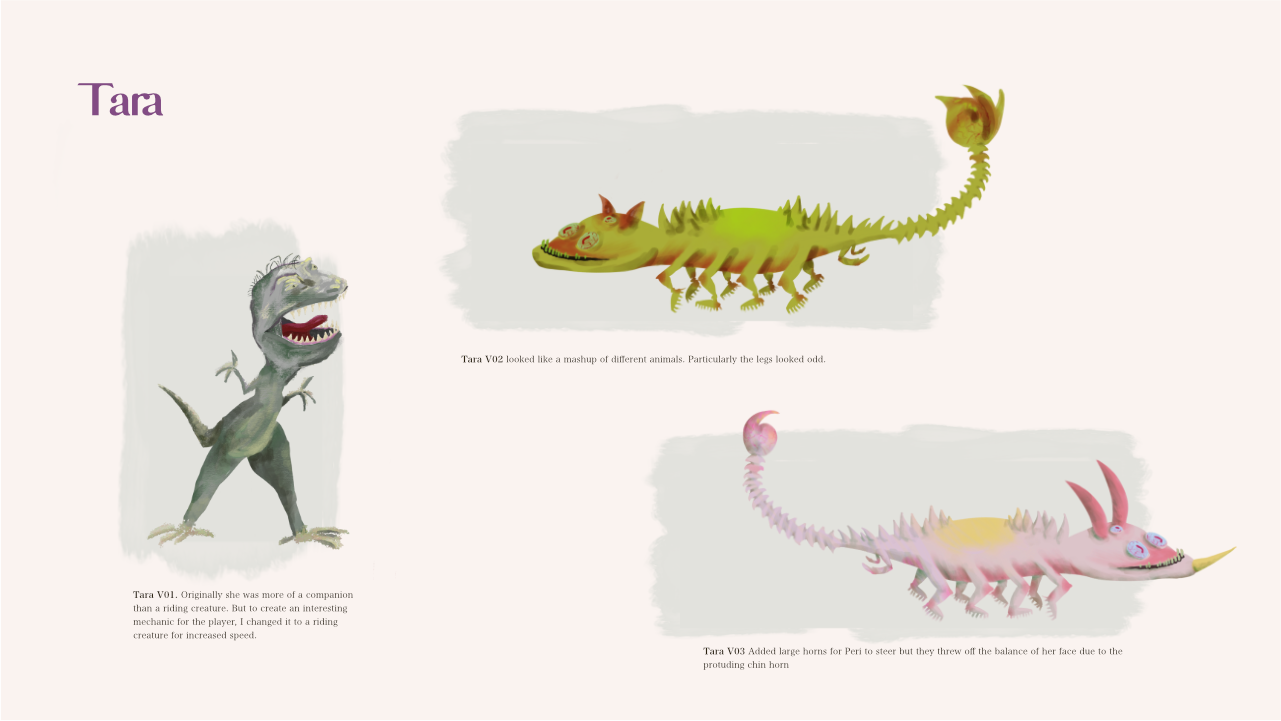 Tara
Tara V02 looked like a mashup of different animals. Particularly the legs looked odd.
Tara V01. Originally she was more of a companion
than a riding creature. But to create an interesting
mechanic for the player, I changed it to a riding
creature for increased speed.
Tara V03 Added large horns for Peri to steer but they threw off the balance of her face due to the
protuding chin horn